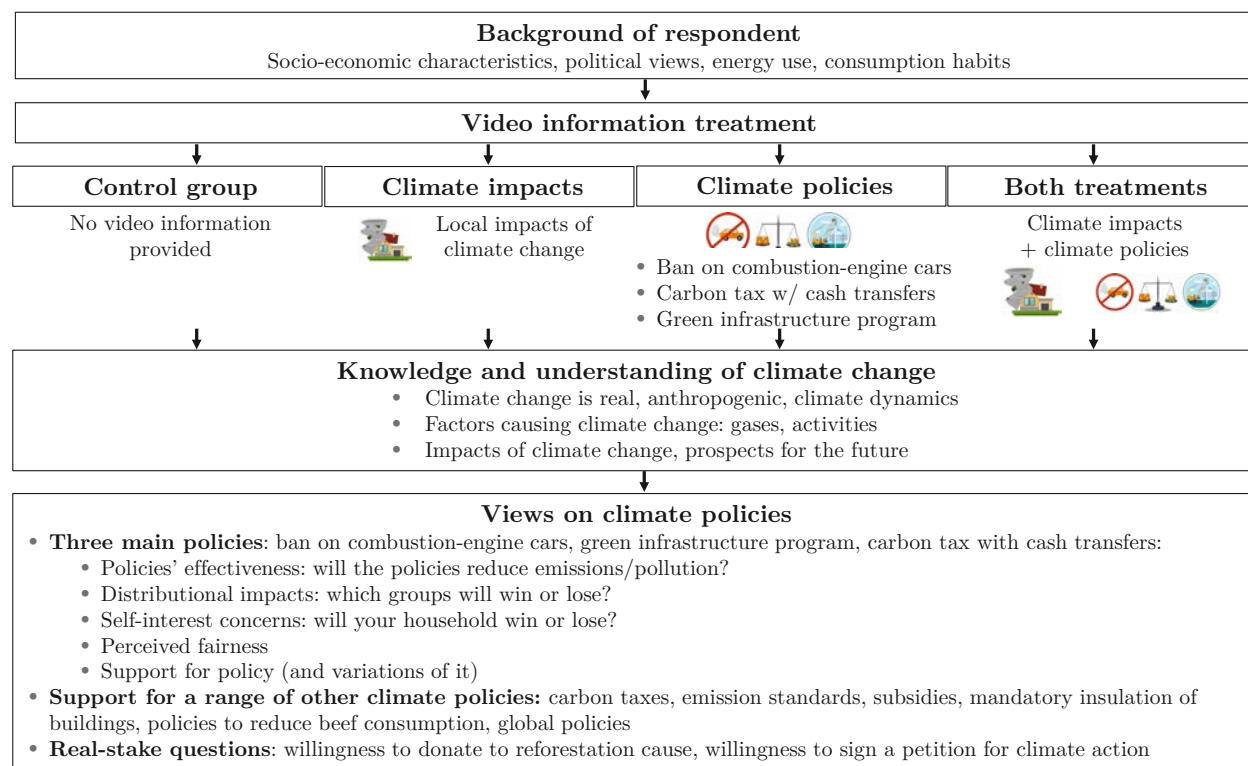 Background of respondent
Socio-economic characteristics, political views, energy use, consumption habits
Video information treatment
Control group
No video information
provided
Climate impacts
Local impacts of
climate change
Climate policies
• Ban on combustion-engine cars
• Carbon tax w/ cash transfers
• Green infrastructure program
Both treatments
Climate impacts
+ climate policies
Knowledge and understanding of climate change
• Climate change is real, anthropogenic, climate dynamics
• Factors causing climate change: gases, activities
• Impacts of climate change, prospects for the future
Views on climate policies
• Three main policies: ban on combustion-engine cars, green infrastructure program, carbon tax with cash transfers:
• Policies' effectiveness: will the policies reduce emissions/pollution?
• Distributional impacts: which groups will win or lose?
• Self-interest concerns: will your household win or lose?
• Perceived fairness
• Support for policy (and variations of it)
• Support for a range of other climate policies: carbon taxes, emission standards, subsidies, mandatory insulation of
buildings, policies to reduce beef consumption, global policies
• Real-stake questions: willingness to donate to reforestation cause, willingness to sign a petition for climate action